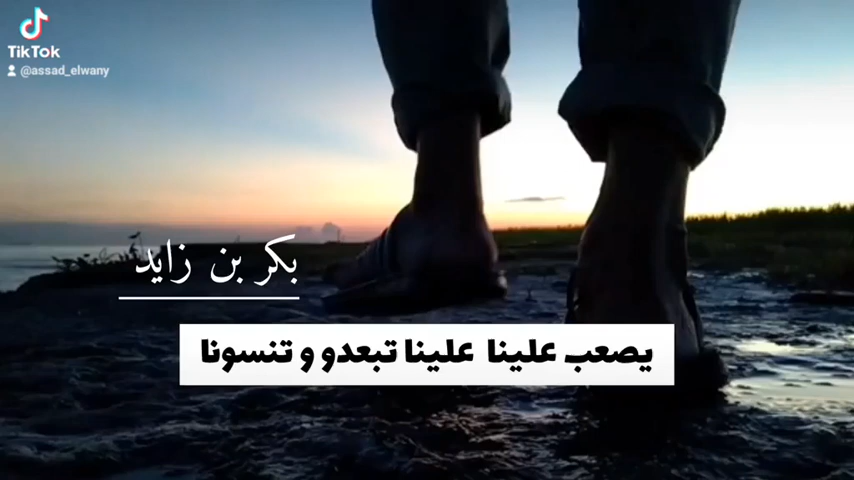 TikTok
@assad_elwany
بكر بن زايد
يصعب علينا علينا تبعدو و تنسونا